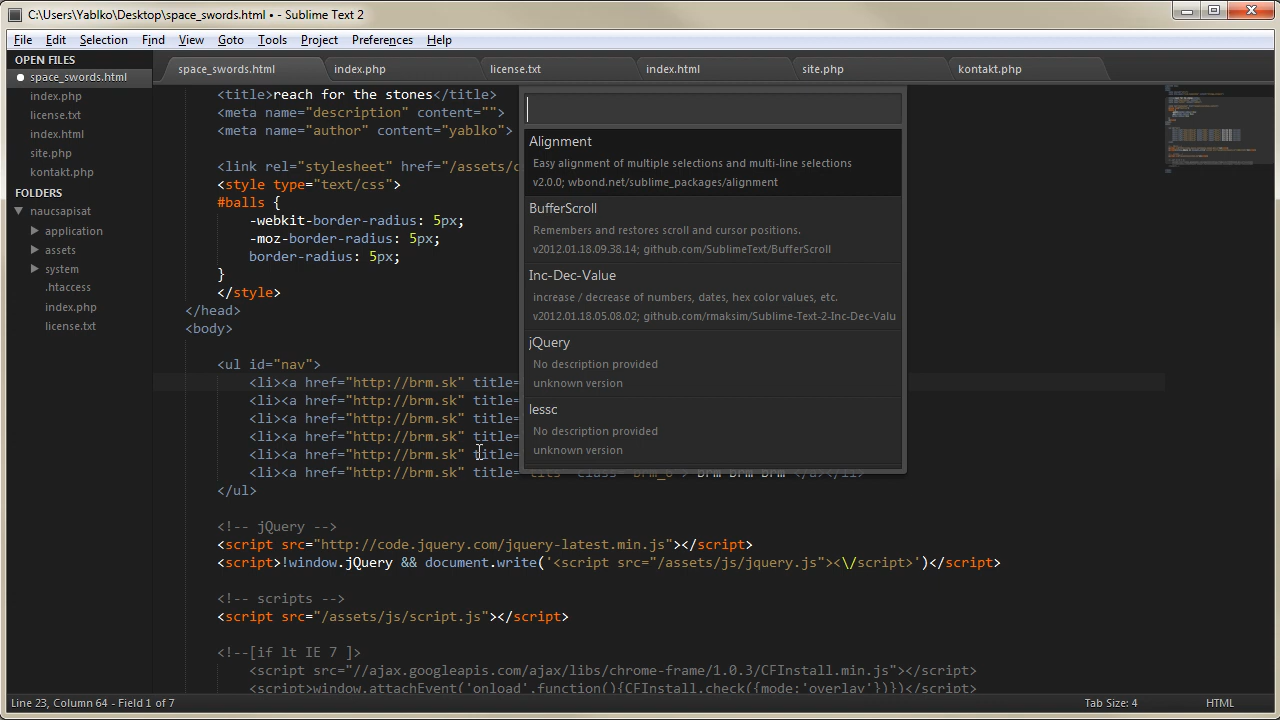 C:\Users\Yablko\Desktop\space_swords.html • - Sublime Text 2
File Edit Selection Find View Goto Tools Project Preferences Help
OPEN FILES
space_swords.html
index.php
license.txt
index.html
site.php
kontakt.php
FOLDERS
naucsapisat
application
assets
system
.htaccess
index.php
license.txt
space_swords.html index.php license.txt index.html site.php kontakt.php
<title>reach for the stones</title>
<meta name="description" content="">
<meta name="author" content="yablko">
<link rel="stylesheet" href="/assets/c
<style type="text/css">
#balls {
-webkit-border-radius: 5px;
-moz-border-radius: 5px;
border-radius: 5px;
}
</style>
</head>
<body>
<ul id="nav">
<li><a href="http://brm.sk" title=
<li><a href="http://brm.sk" title=
<li><a href="http://brm.sk" title=
<li><a href="http://brm.sk" title=
<li><a href="http://brm.sk" title=
<li><a href="http://brm.sk" title=
</ul>
<!-- jQuery -->
<script src="http://code.jquery.com/jquery-latest.min.js"></script>
<script>!window.jQuery && document.write('<script src="/assets/js/jquery.js"><\/script>')</script>
<!-- scripts -->
<script src="/assets/js/script.js"></script>
<!--[if lt IE 7 ]>
<script src="//ajax.googleapis.com/ajax/libs/chrome-frame/1.0.3/CFInstall.min.js"></script>
<script>window.attachEvent('onload',function(){CFInstall.check({mode:'overlay'})})</script>
Alignment
Easy alignment of multiple selections and multi-line selections
v2.0.0; wbond.net/sublime_packages/alignment
BufferScroll
Remembers and restores scroll and cursor positions.
v2012.01.18.09.38.14; github.com/SublimeText/BufferScroll
Inc-Dec-Value
increase / decrease of numbers, dates, hex color values, etc.
v2012.01.18.05.08.02; github.com/rmaksim/Sublime-Text-2-Inc-Dec-Valu
jQuery
No description provided
unknown version
lessc
No description provided
unknown version
Line 23, Column 64 - Field 1 of 7
Tab Size: 4
HTML